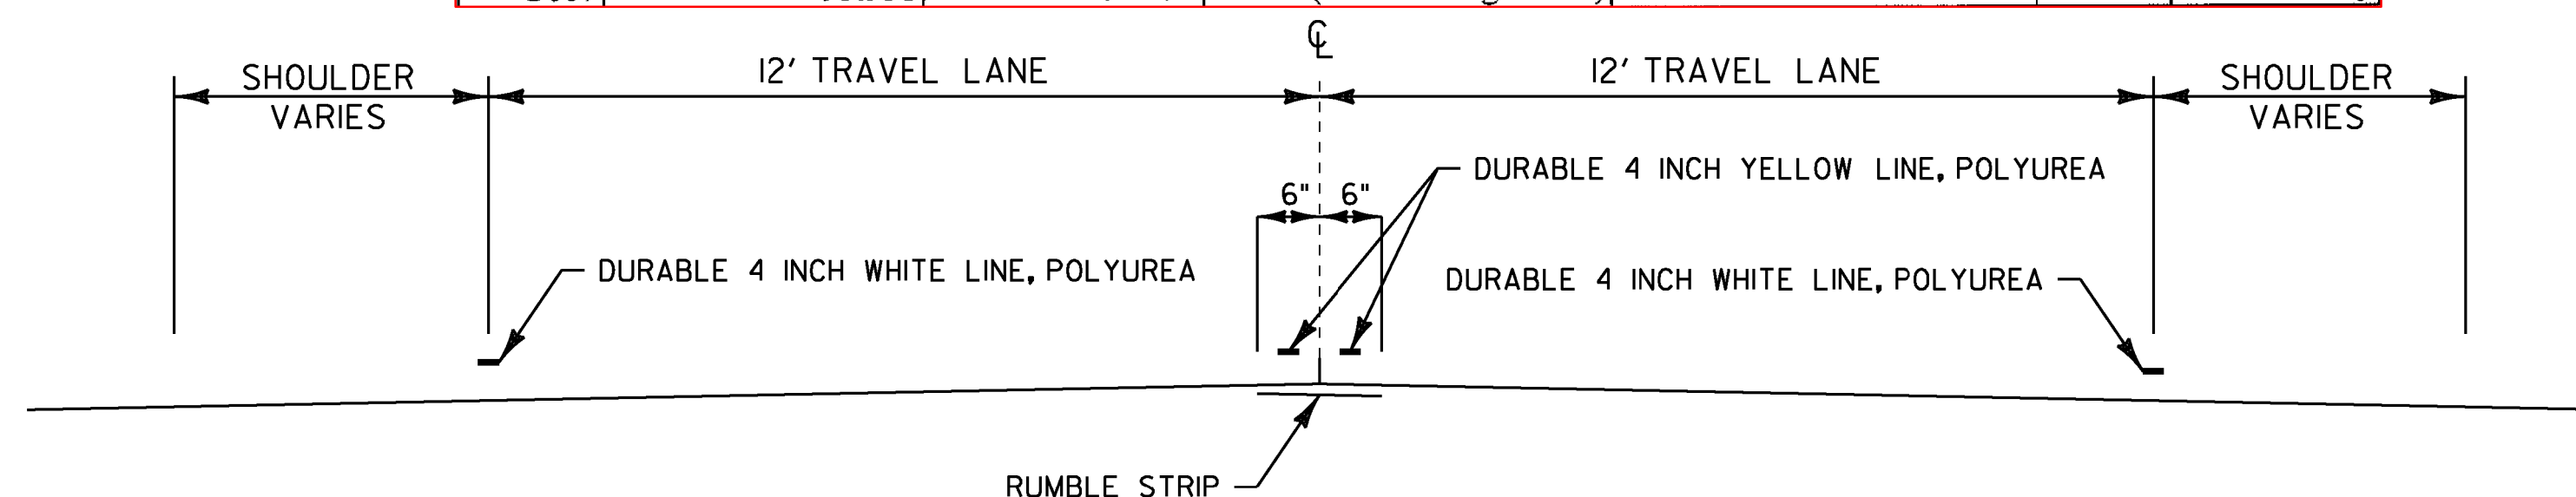 ℄
SHOULDER
VARIES
12' TRAVEL LANE
12' TRAVEL LANE
SHOULDER
VARIES
DURABLE 4 INCH YELLOW LINE, POLYUREA
6" 6"
DURABLE 4 INCH WHITE LINE, POLYUREA
DURABLE 4 INCH WHITE LINE, POLYUREA
RUMBLE STRIP